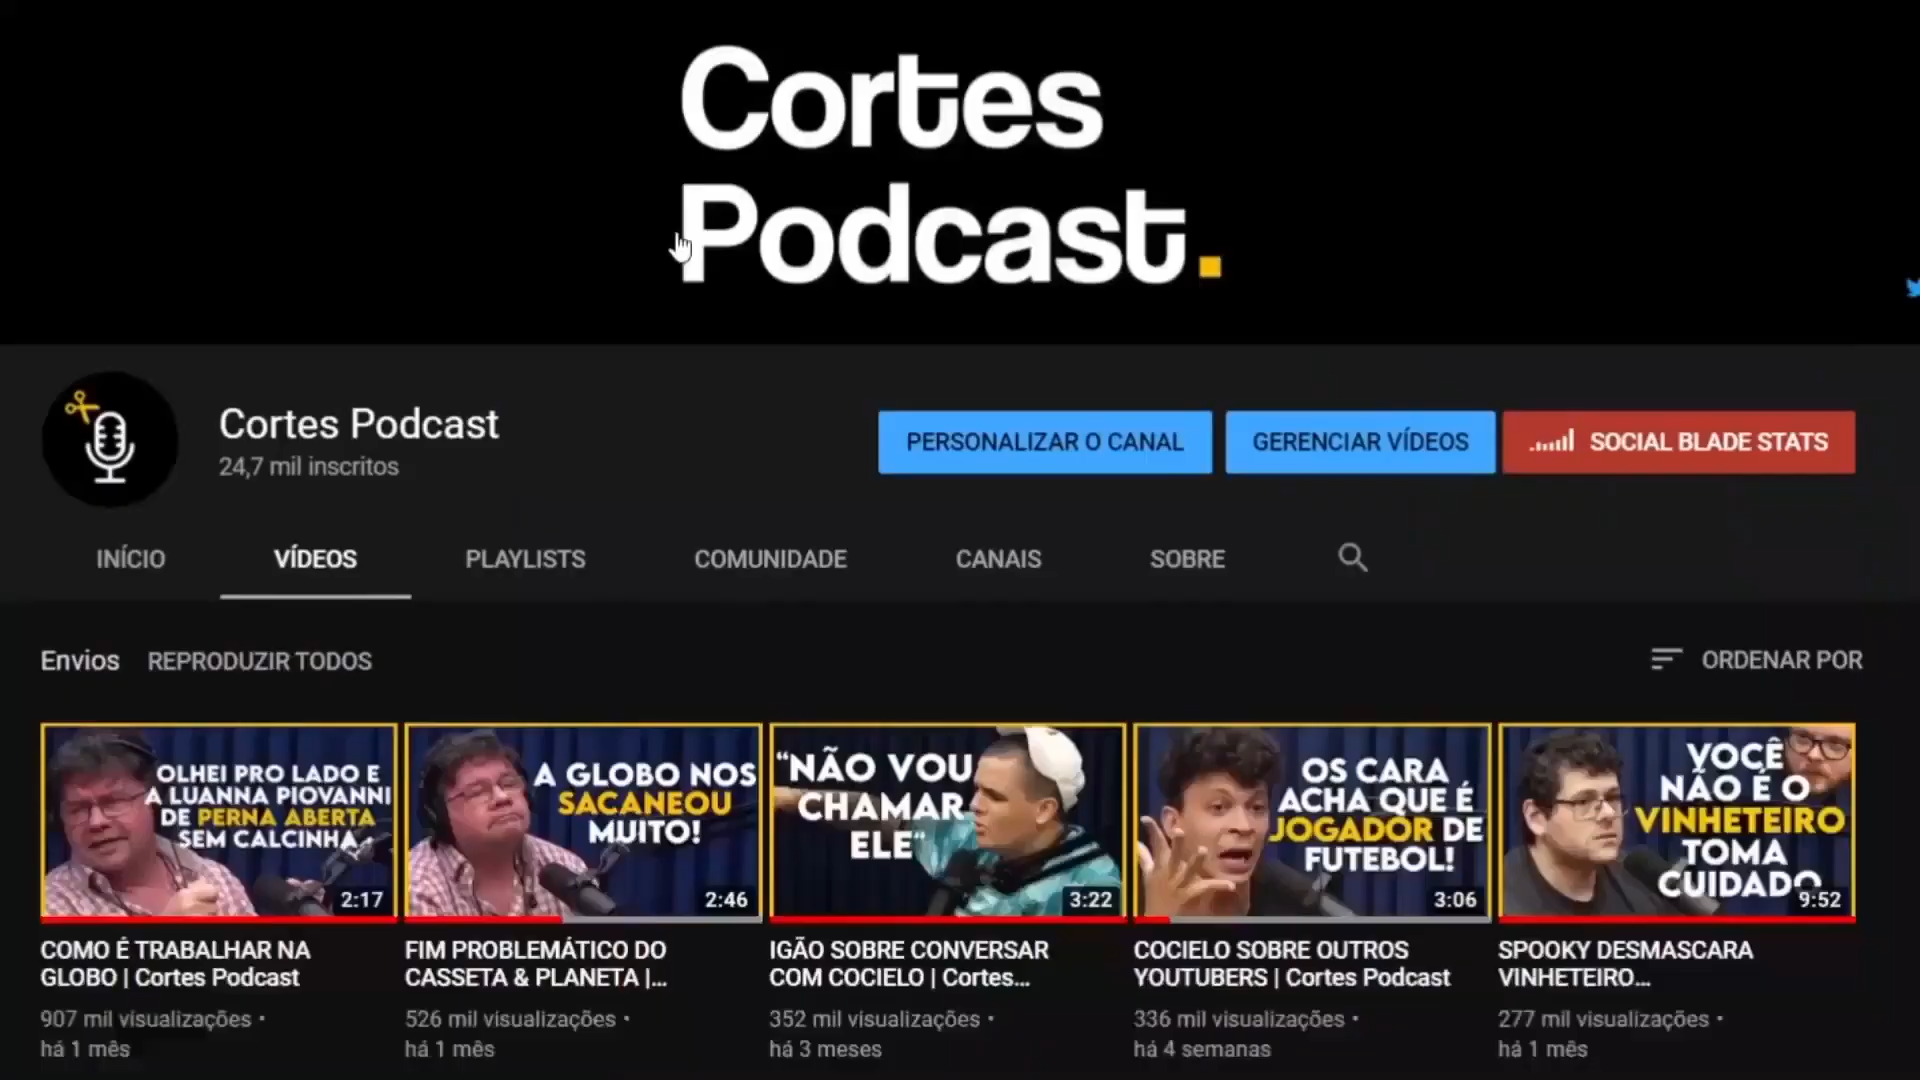 Cortes
Podcast.
Cortes Podcast
24,7 mil inscritos
PERSONALIZAR O CANAL
GERENCIAR VÍDEOS
SOCIAL BLADE STATS
INÍCIO
VÍDEOS
PLAYLISTS
COMUNIDADE
CANAIS
SOBRE
Envios
REPRODUZIR TODOS
ORDENAR POR
OLHEI PRO LADO E
A LUANNA PIOVANNI
DE PERNA ABERTA
SEM CALCINHA
2:17
COMO É TRABALHAR NA
GLOBO | Cortes Podcast
907 mil visualizações •
há 1 mês
A GLOBO NOS
SACANEOU
MUITO!
2:46
FIM PROBLEMÁTICO DO
CASSETA & PLANETA |...
526 mil visualizações •
há 1 mês
“NÃO VOU
CHAMAR
ELE“
3:22
IGÃO SOBRE CONVERSAR
COM COCIELO | Cortes...
352 mil visualizações •
há 3 meses
OS CARA
ACHA QUE É
JOGADOR DE
FUTEBOL!
3:06
COCIELO SOBRE OUTROS
YOUTUBERS | Cortes Podcast
336 mil visualizações •
há 4 semanas
VOCÊ
NÃO É O
VINHETEIRO
TOMA
CUIDADO
9:52
SPOOKY DESMASCARA
VINHETEIRO...
277 mil visualizações •
há 1 mês